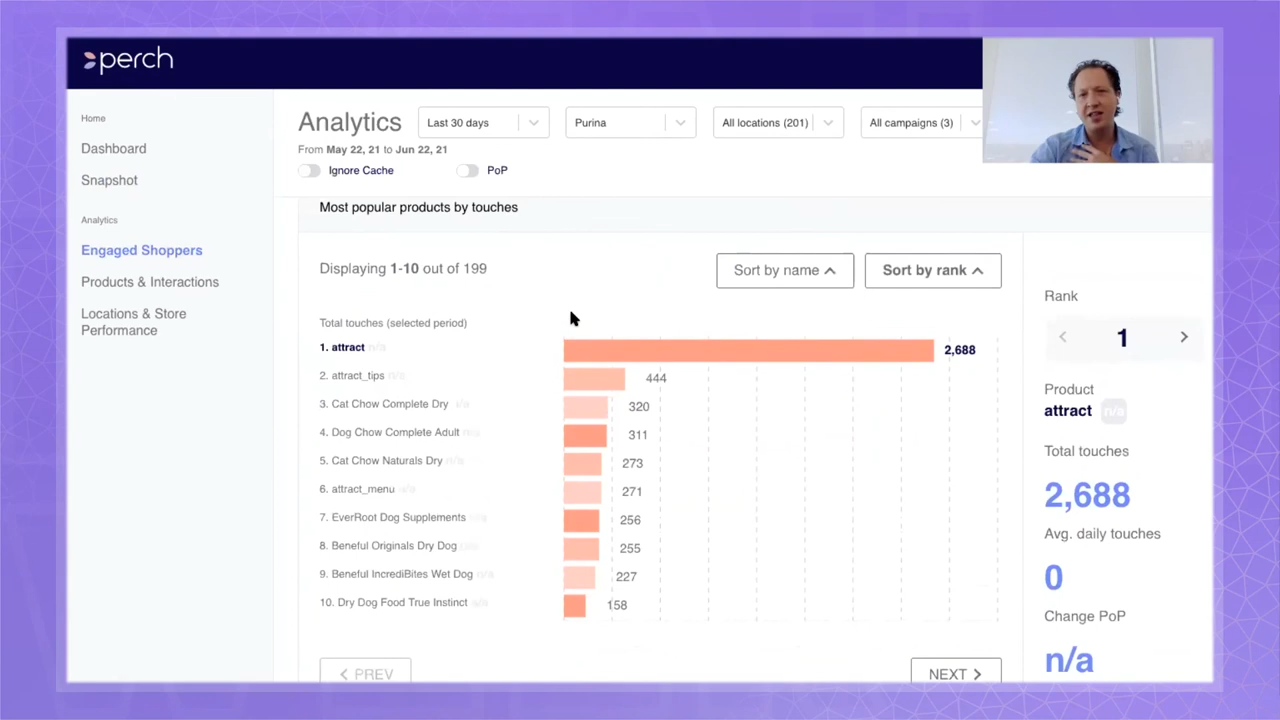 perch
Home
Dashboard
Snapshot
Analytics
Engaged Shoppers
Products & Interactions
Locations & Store
Performance
Analytics
Last 30 days
Purina
All locations (201)
All campaigns (3)
From May 22, 21 to Jun 22, 21
Ignore Cache
PoP
Most popular products by touches
Displaying 1-10 out of 199
Sort by name
Sort by rank
Total touches (selected period)
1. attract n/a
2,688
2. attract_tips n/a
444
3. Cat Chow Complete Dry n/a
320
4. Dog Chow Complete Adult n/a
311
5. Cat Chow Naturals Dry n/a
273
6. attract_menu n/a
271
7. EverRoot Dog Supplements
256
8. Beneful Originals Dry Dog
255
9. Beneful IncrediBites Wet Dog n/a
227
10. Dry Dog Food True Instinct n/a
158
PREV
NEXT
Rank
1
Product
attract n/a
Total touches
2,688
Avg. daily touches
0
Change PoP
n/a